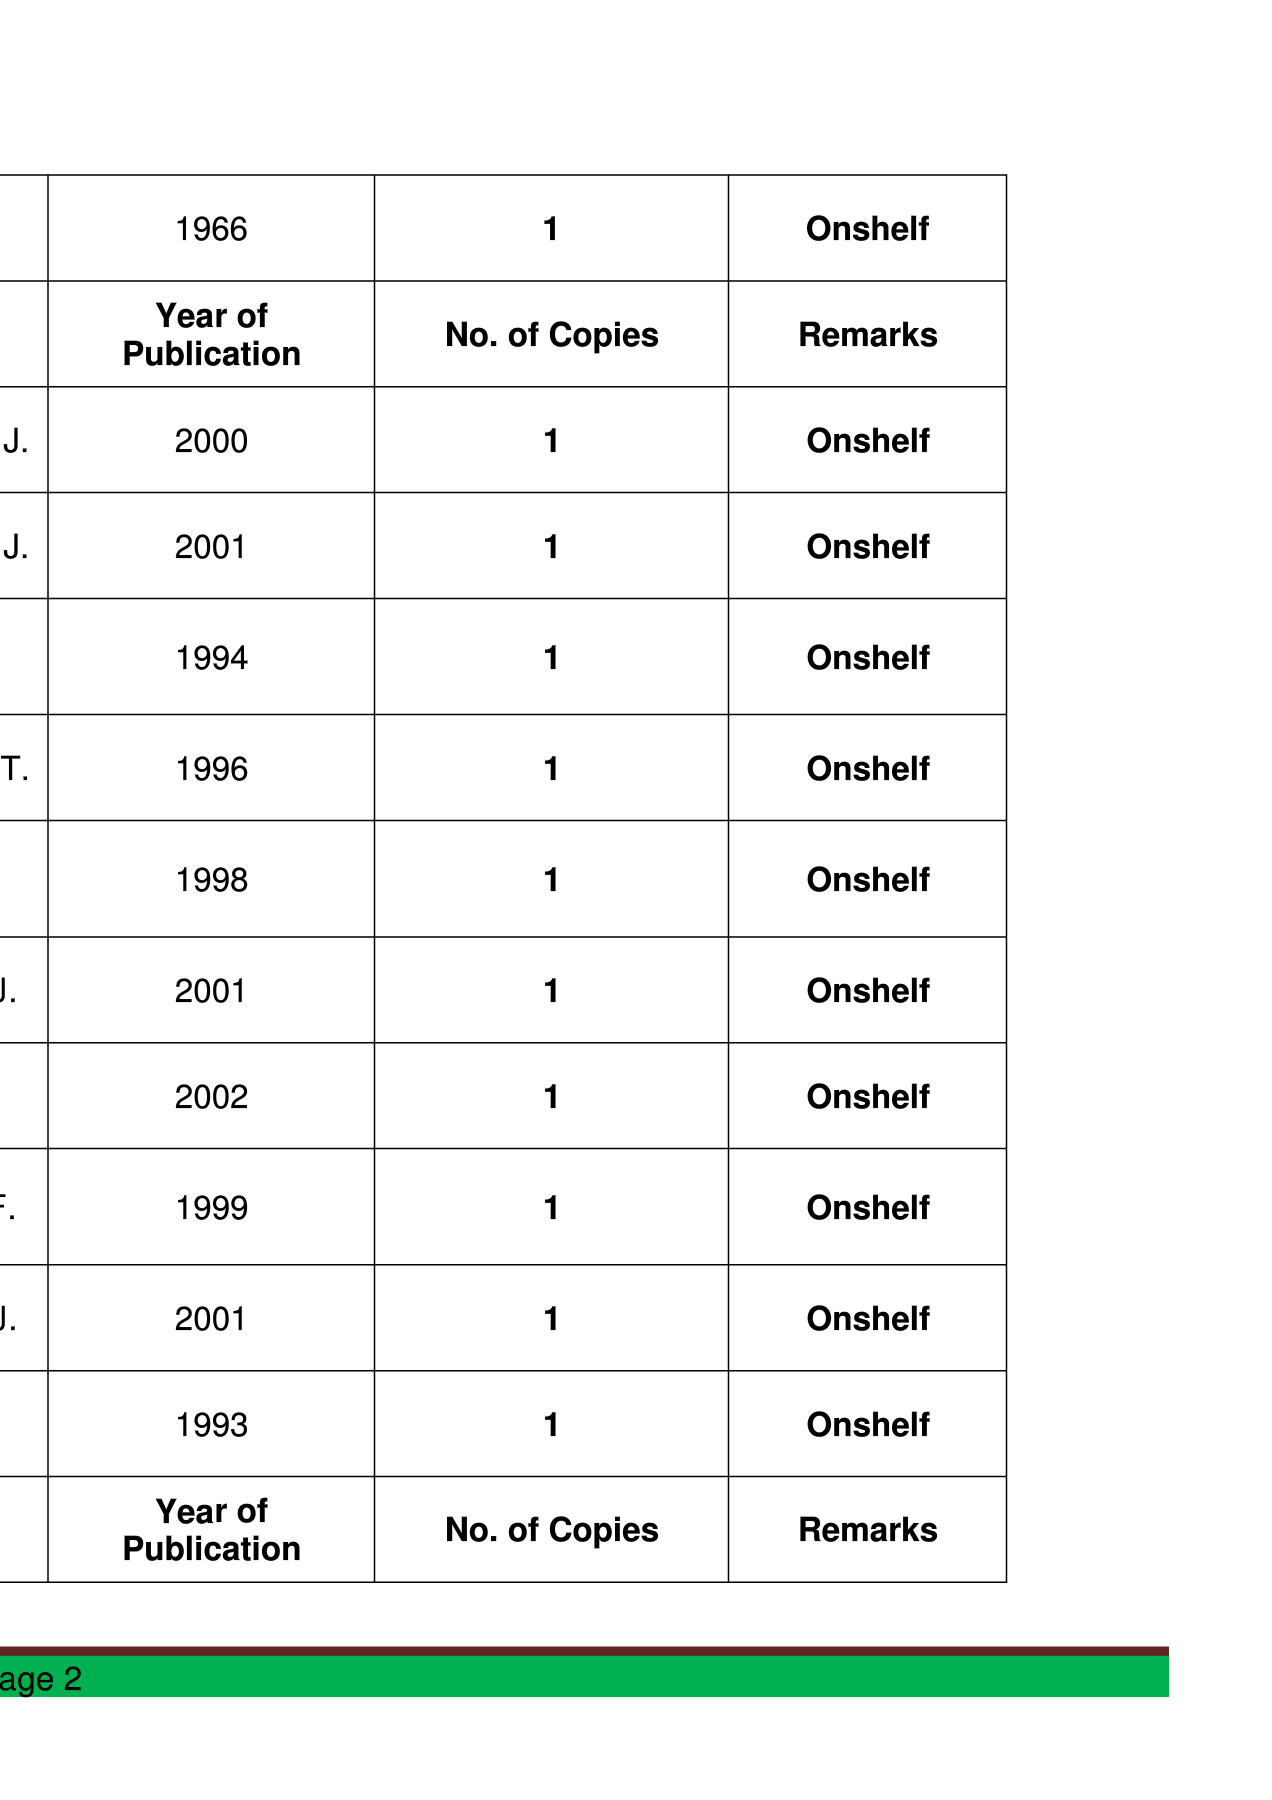 1966 1 Onshelf
Year of
Publication No. of Copies Remarks
J. 2000 1 Onshelf
J. 2001 1 Onshelf
1994 1 Onshelf
T. 1996 1 Onshelf
1998 1 Onshelf
J. 2001 1 Onshelf
2002 1 Onshelf
F. 1999 1 Onshelf
J. 2001 1 Onshelf
1993 1 Onshelf
Year of
Publication No. of Copies Remarks
age 2